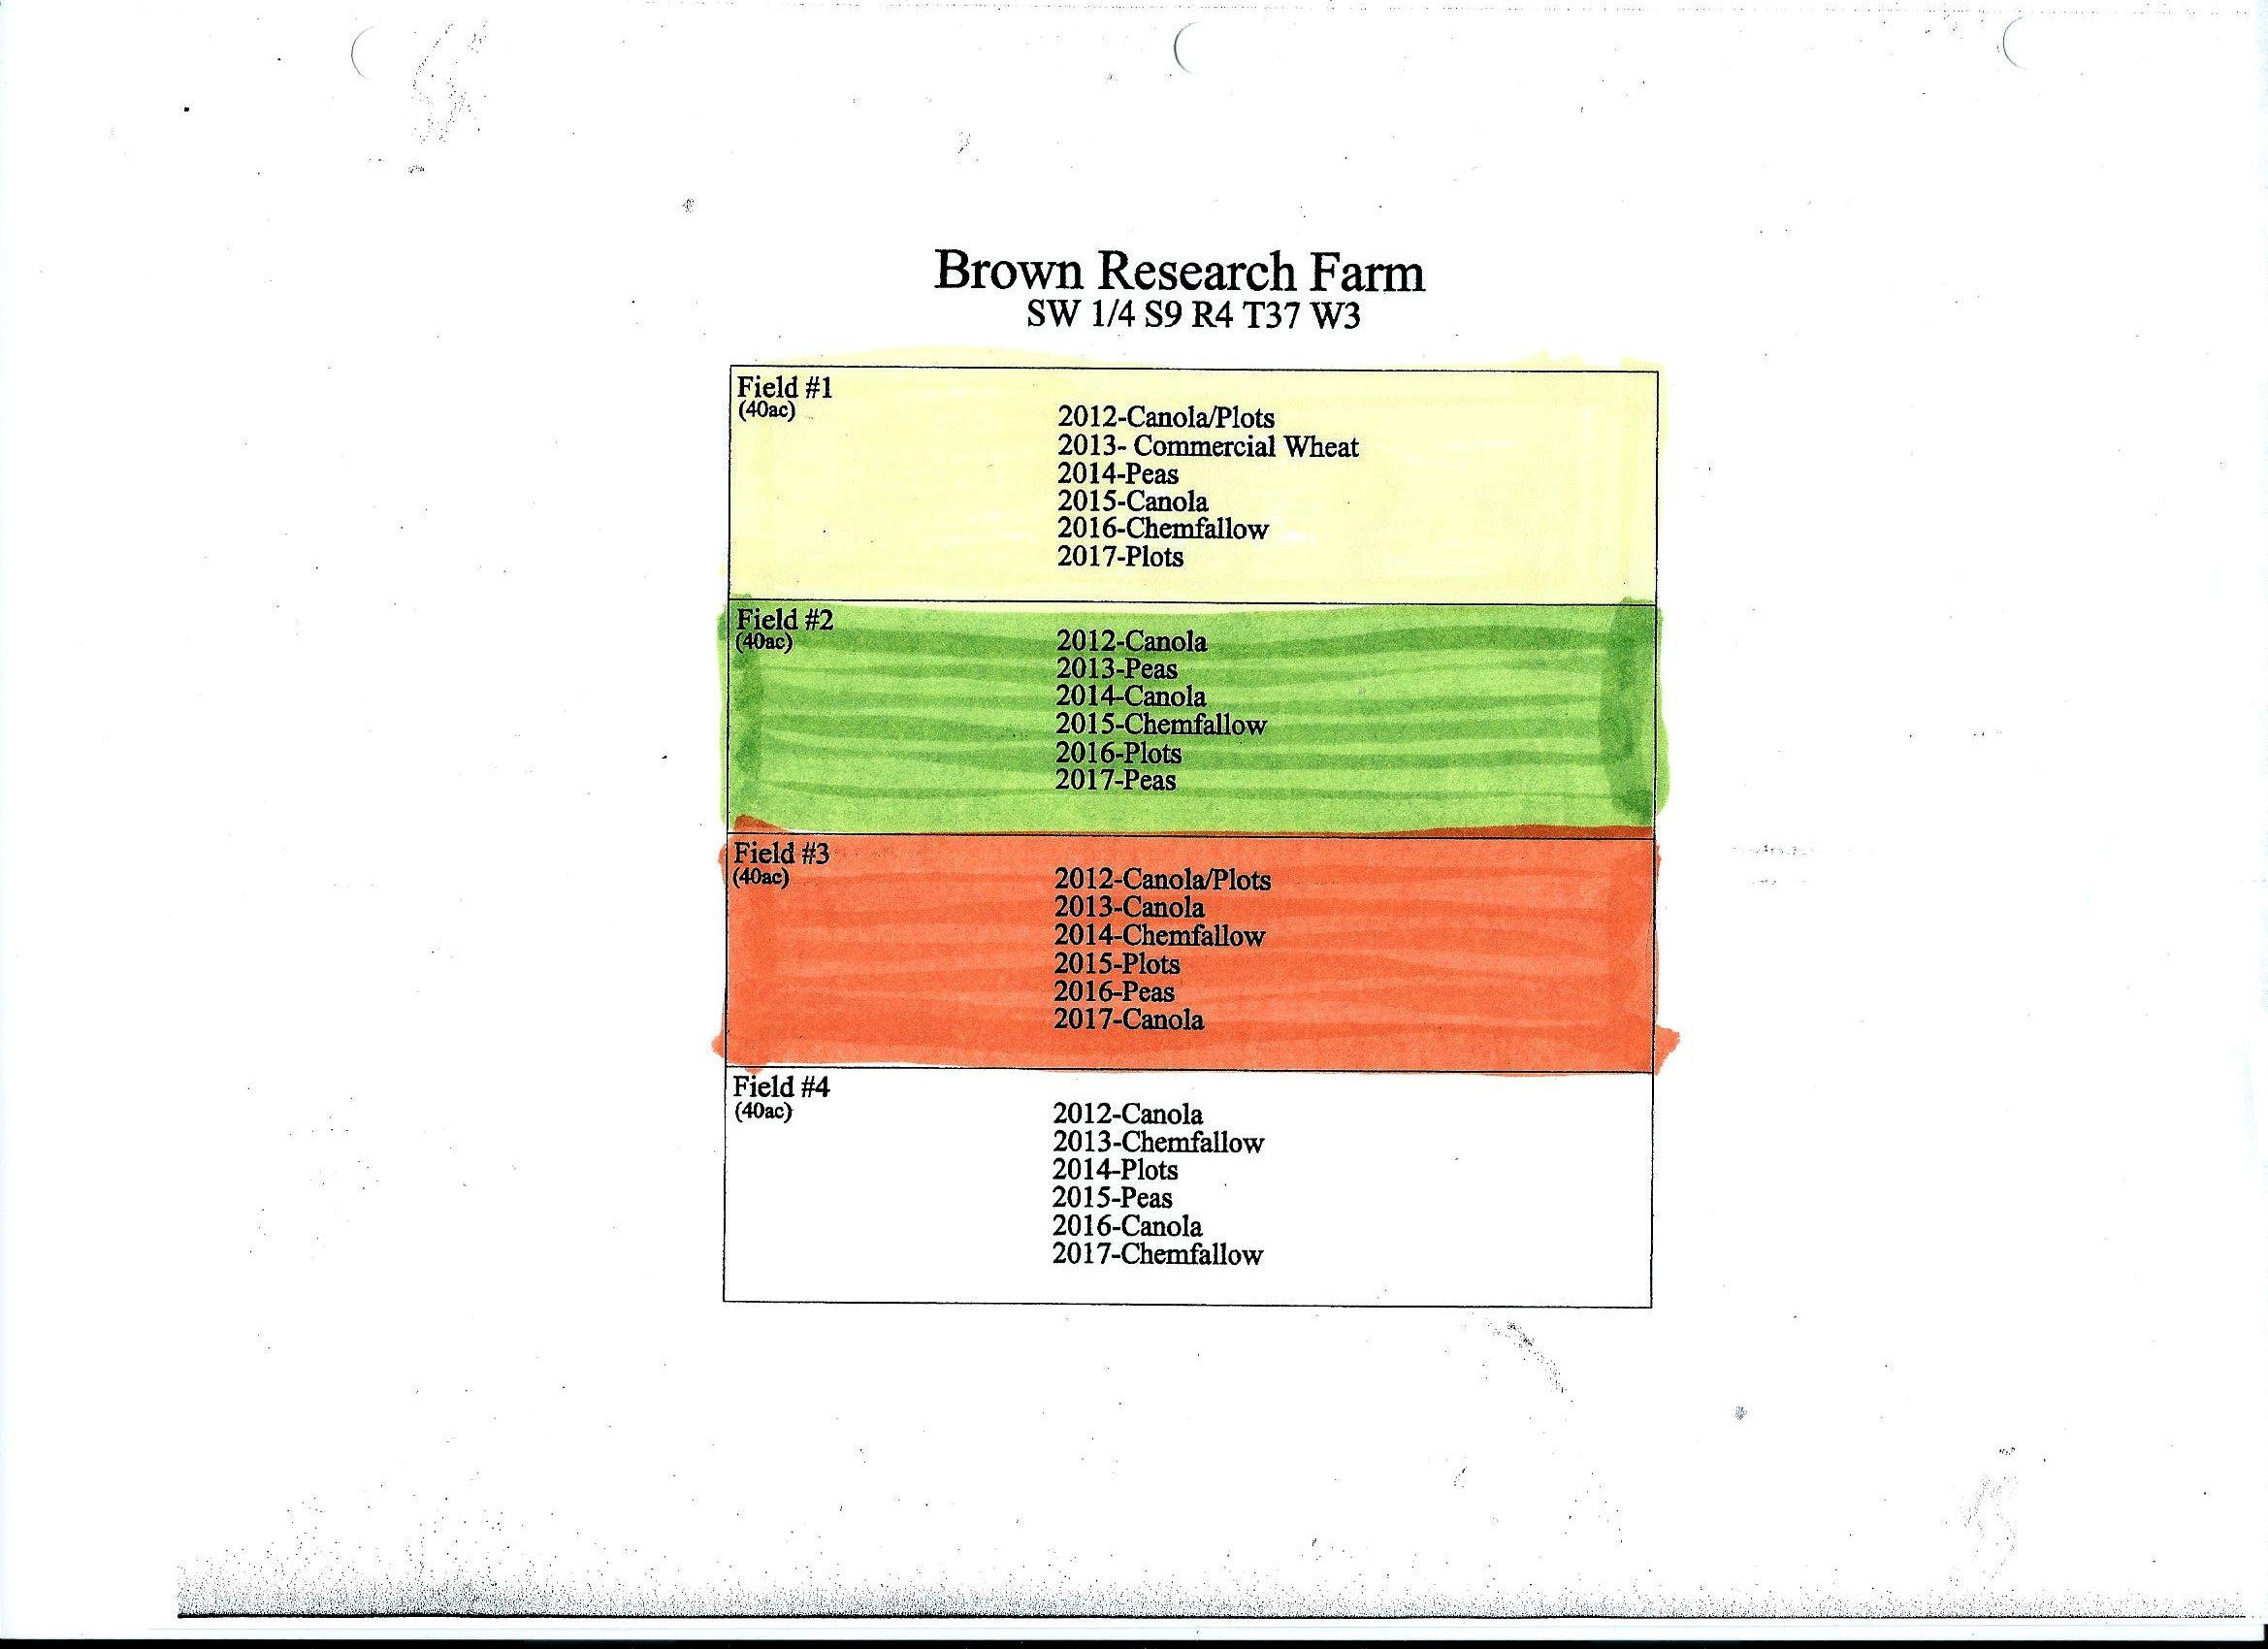 Brown Research Farm
SW 1/4 S9 R4 T37 W3
Field #1
(40ac)
2012-Canola/Plots
2013- Commercial Wheat
2014-Peas
2015-Canola
2016-Chemfallow
2017-Plots
Field #2
(40ac)
2012-Canola
2013-Peas
2014-Canola
2015-Chemfallow
2016-Plots
2017-Peas
Field #3
(40ac)
2012-Canola/Plots
2013-Canola
2014-Chemfallow
2015-Plots
2016-Peas
2017-Canola
Field #4
(40ac)
2012-Canola
2013-Chemfallow
2014-Plots
2015-Peas
2016-Canola
2017-Chemfallow